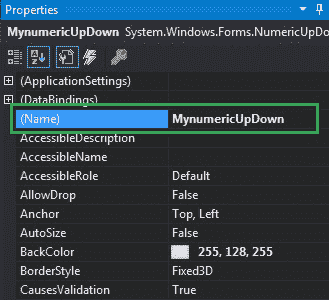 Properties
MynumericUpDown System.Windows.Forms.NumericUpDo
(ApplicationSettings)
(DataBindings)
(Name) MynumericUpDown
AccessibleDescription
AccessibleName
AccessibleRole Default
AllowDrop False
Anchor Top, Left
AutoSize False
BackColor 255, 128, 255
BorderStyle Fixed3D
CausesValidation True